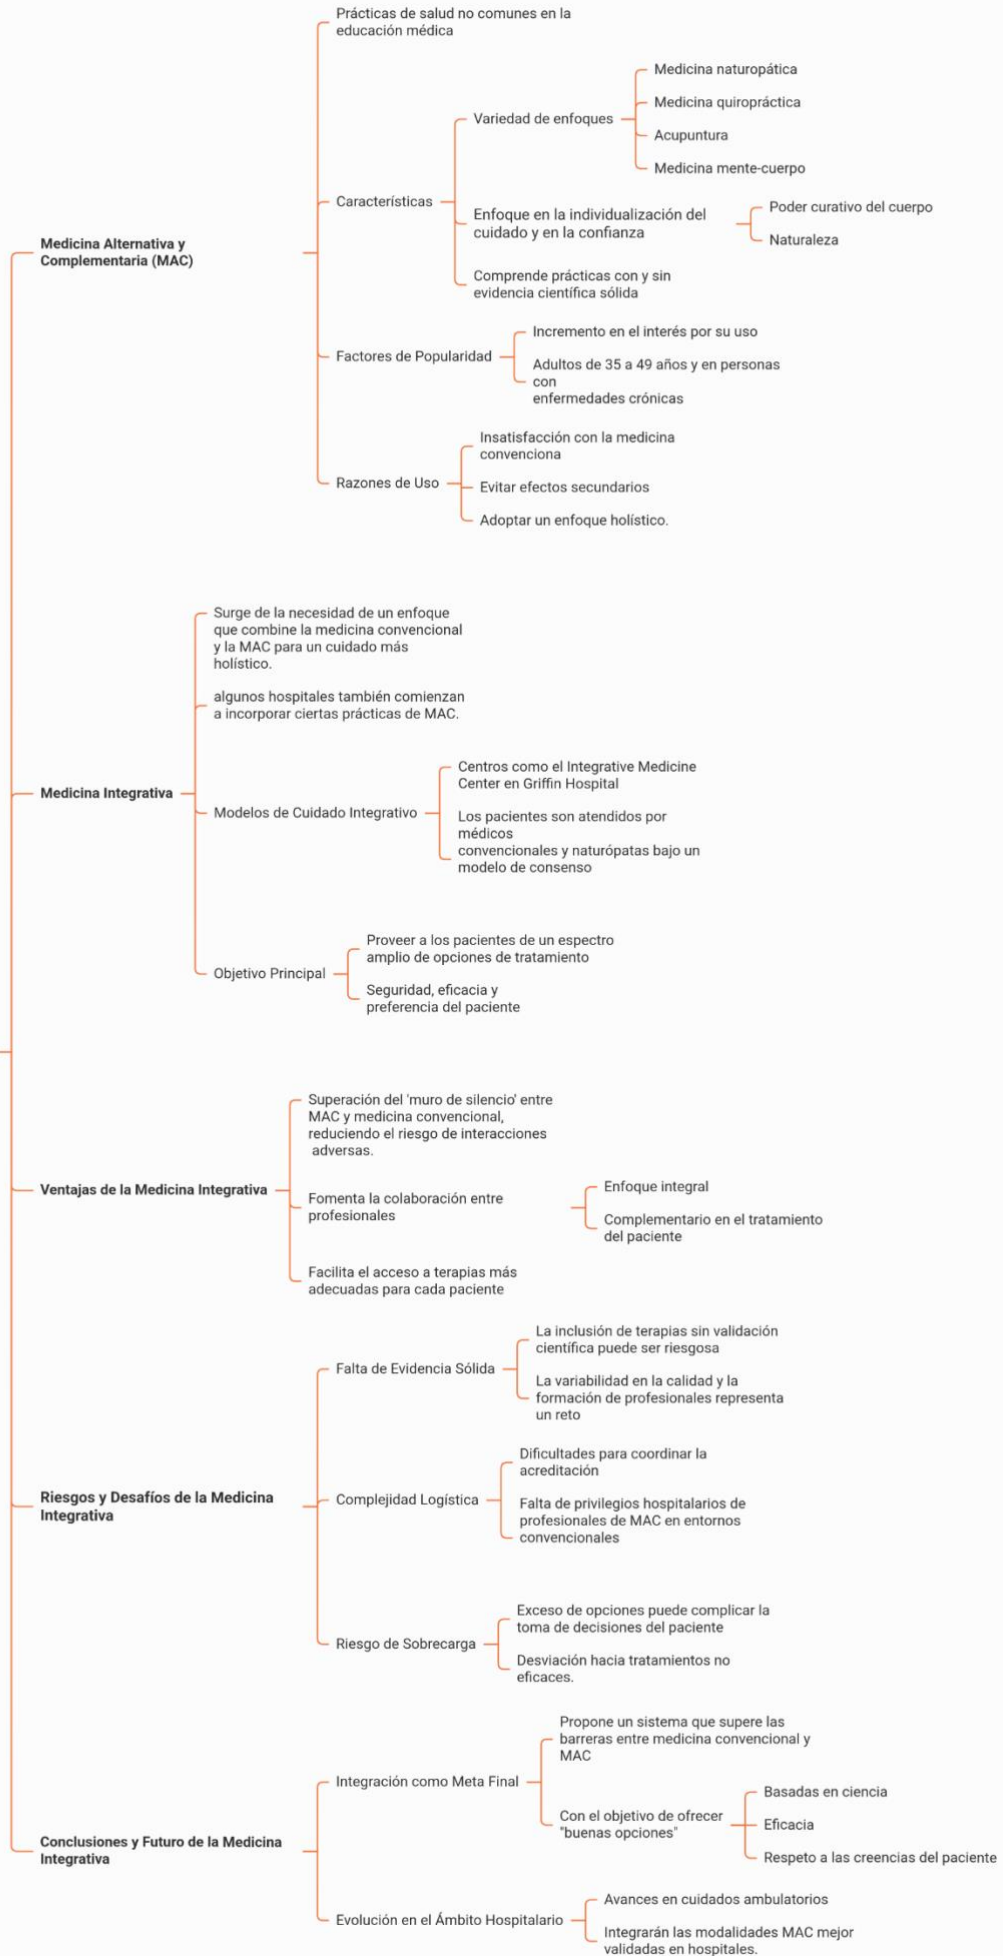 Prácticas de salud no comunes en la
educación médica
Medicina Alternativa y
Complementaria (MAC)
Características
Variedad de enfoques
Medicina naturopática
Medicina quiropráctica
Acupuntura
Medicina mente-cuerpo
Enfoque en la individualización del
cuidado y en la confianza
Poder curativo del cuerpo
Naturaleza
Comprende prácticas con y sin
evidencia científica sólida
Factores de Popularidad
Incremento en el interés por su uso
Adultos de 35 a 49 años y en personas
con
enfermedades crónicas
Razones de Uso
Insatisfacción con la medicina
convenciona
Evitar efectos secundarios
Adoptar un enfoque holístico.
Medicina Integrativa
Surge de la necesidad de un enfoque
que combine la medicina convencional
y la MAC para un cuidado más
holístico.
algunos hospitales también comienzan
a incorporar ciertas prácticas de MAC.
Modelos de Cuidado Integrativo
Centros como el Integrative Medicine
Center en Griffin Hospital
Los pacientes son atendidos por
médicos
convencionales y naturópatas bajo un
modelo de consenso
Objetivo Principal
Proveer a los pacientes de un espectro
amplio de opciones de tratamiento
Seguridad, eficacia y
preferencia del paciente
Ventajas de la Medicina Integrativa
Superación del 'muro de silencio' entre
MAC y medicina convencional,
reduciendo el riesgo de interacciones
adversas.
Fomenta la colaboración entre
profesionales
Enfoque integral
Complementario en el tratamiento
del paciente
Facilita el acceso a terapias más
adecuadas para cada paciente
Riesgos y Desafíos de la Medicina
Integrativa
Falta de Evidencia Sólida
La inclusión de terapias sin validación
científica puede ser riesgosa
La variabilidad en la calidad y la
formación de profesionales representa
un reto
Complejidad Logística
Dificultades para coordinar la
acreditación
Falta de privilegios hospitalarios de
profesionales de MAC en entornos
convencionales
Riesgo de Sobrecarga
Exceso de opciones puede complicar la
toma de decisiones del paciente
Desviación hacia tratamientos no
eficaces.
Conclusiones y Futuro de la Medicina
Integrativa
Integración como Meta Final
Propone un sistema que supere las
barreras entre medicina convencional y
MAC
Con el objetivo de ofrecer
"buenas opciones"
Basadas en ciencia
Eficacia
Respeto a las creencias del paciente
Evolución en el Ámbito Hospitalario
Avances en cuidados ambulatorios
Integrarán las modalidades MAC mejor
validadas en hospitales.